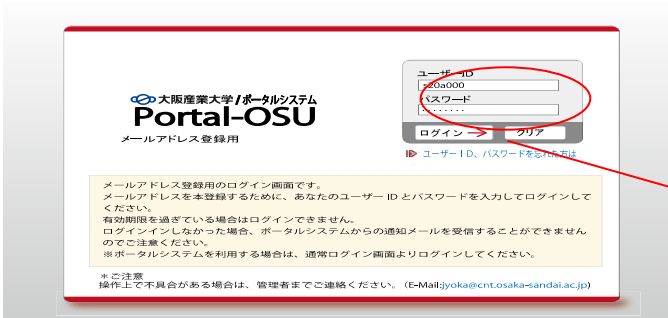 ユーザーID
s20a000
パスワード
ログイン
クリア
ユーザーID、パスワードを忘れた方は
大阪産業大学/ポータルシステム
Portal-OSU
メールアドレス登録用
メールアドレス登録用のログイン画面です。
メールアドレスを本登録するために、あなたのユーザー ID とパスワードを入力してログインして
ください。
有効期限を過ぎている場合はログインできません。
ログインインしなかった場合、ポータルシステムからの通知メールを受信することができません
のでご注意ください。
※ポータルシステムを利用する場合は、通常ログイン画面よりログインしてください。
＊ご注意
操作上で不具合がある場合は、管理者までご連絡ください。（E-Mail:jyoka@cnt.osaka-sandai.ac.jp)